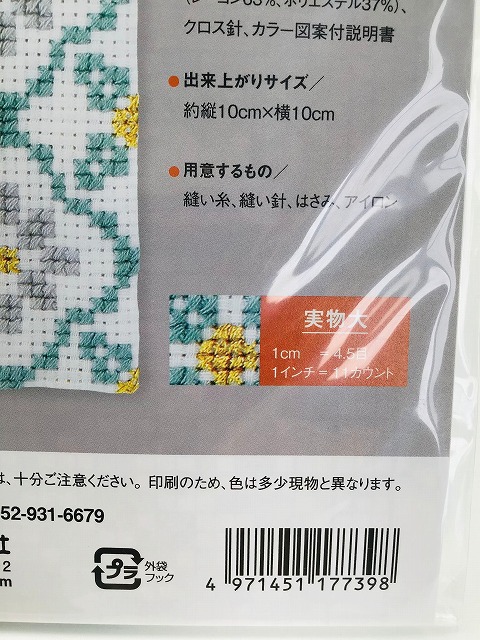 (レーヨン63%、ポリエステル37%)、
クロス針、カラー図案付説明書
●出来上がりサイズ／
約縦10cm×横10cm
●用意するもの／
縫い糸、縫い針、はさみ、アイロン
実物大
1cm = 4.5目
1インチ = 11カウント
は、十分ご注意ください。印刷のため、色は多少現物と異なります。
52-931-6679
社
2
m
プラ
外袋
フック
4 971451 177398